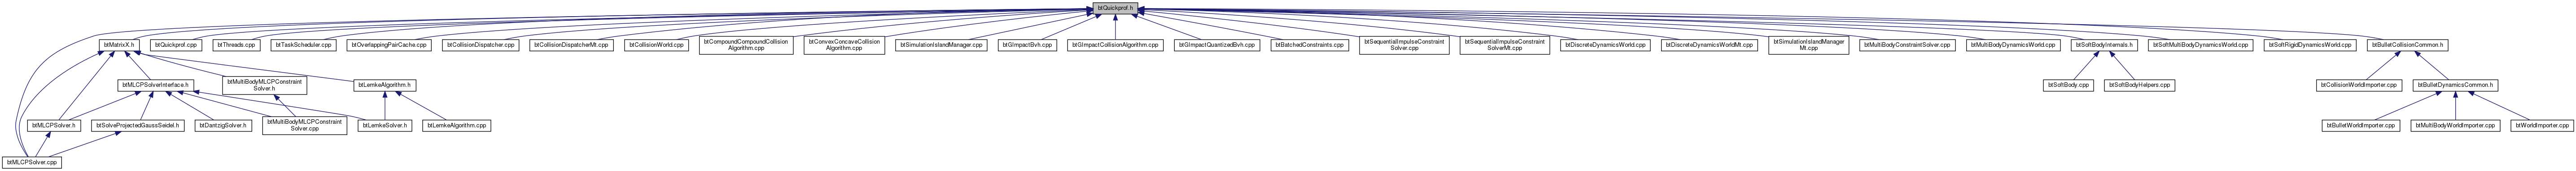 btQuickprof.h
btMatrixX.h
btQuickprof.cpp
btThreads.cpp
btTaskScheduler.cpp
btOverlappingPairCache.cpp
btCollisionDispatcher.cpp
btCollisionDispatcherMt.cpp
btCollisionWorld.cpp
btCompoundCompoundCollision
Algorithm.cpp
btConvexConcaveCollision
Algorithm.cpp
btSimulationIslandManager.cpp
btGImpactBvh.cpp
btGImpactCollisionAlgorithm.cpp
btGImpactQuantizedBvh.cpp
btBatchedConstraints.cpp
btSequentialImpulseConstraint
Solver.cpp
btSequentialImpulseConstraint
SolverMt.cpp
btDiscreteDynamicsWorld.cpp
btDiscreteDynamicsWorldMt.cpp
btSimulationIslandManager
Mt.cpp
btMultiBodyConstraintSolver.cpp
btMultiBodyDynamicsWorld.cpp
btSoftBodyInternals.h
btSoftMultiBodyDynamicsWorld.cpp
btSoftRigidDynamicsWorld.cpp
btBulletCollisionCommon.h
btMLCPSolverInterface.h
btMultiBodyMLCPConstraint
Solver.h
btLemkeAlgorithm.h
btSoftBody.cpp
btSoftBodyHelpers.cpp
btCollisionWorldImporter.cpp
btBulletDynamicsCommon.h
btMLCPSolver.h
btSolveProjectedGaussSeidel.h
btDantzigSolver.h
btMultiBodyMLCPConstraint
Solver.cpp
btLemkeSolver.h
btLemkeAlgorithm.cpp
btBulletWorldImporter.cpp
btMultiBodyWorldImporter.cpp
btWorldImporter.cpp
btMLCPSolver.cpp